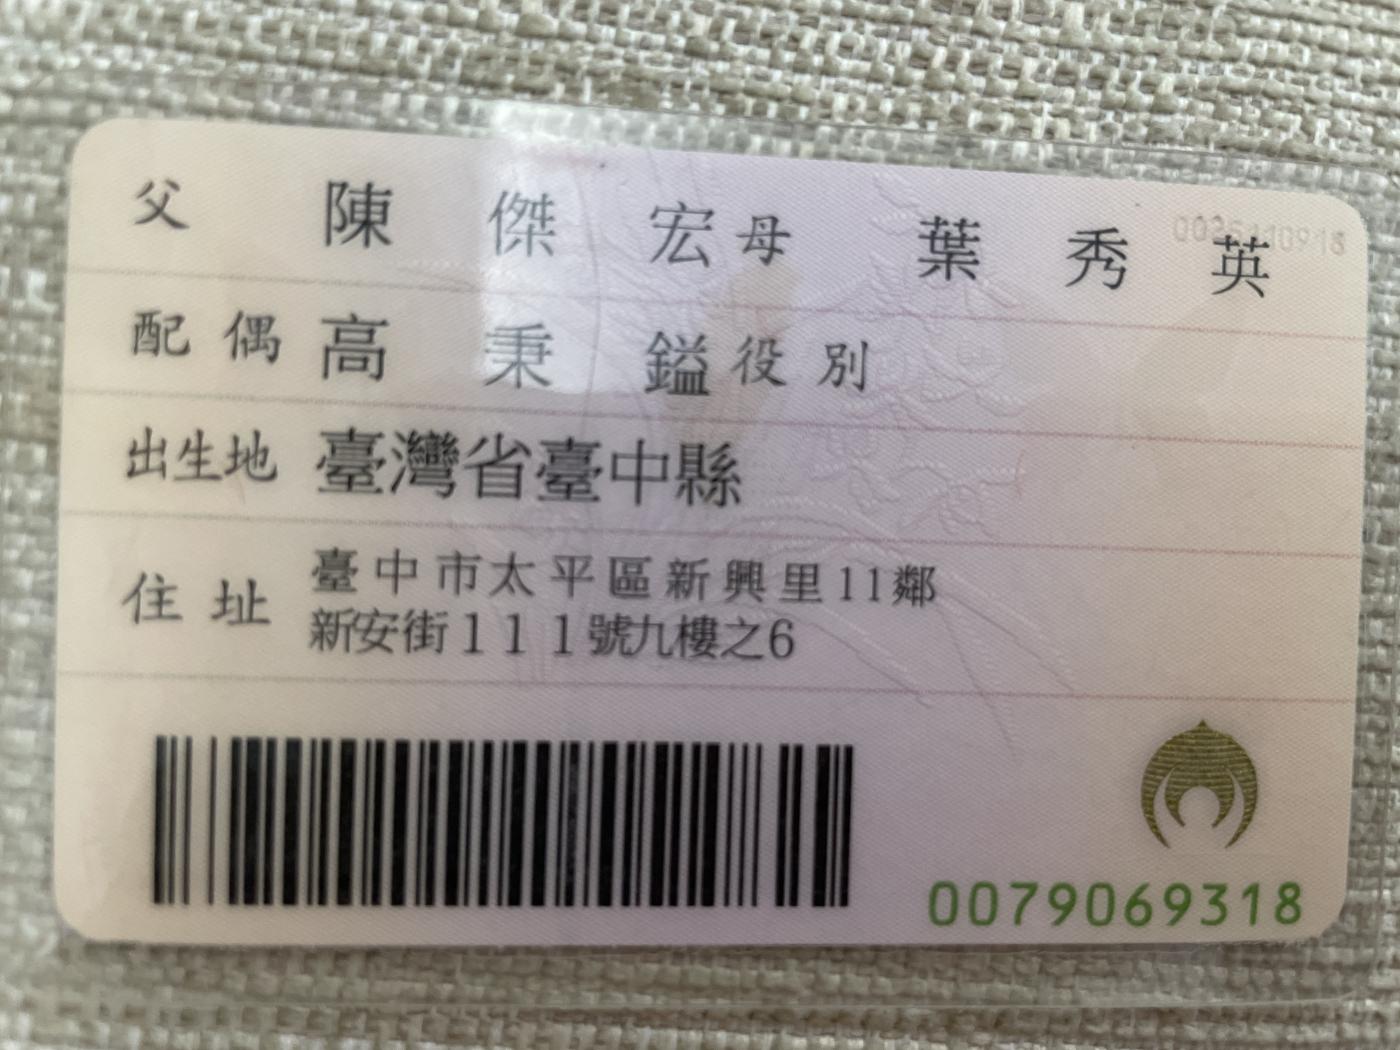 父 陳傑宏 母 葉秀英
配偶 高秉鎰 役別
出生地 臺灣省臺中縣
住址 臺中市太平區新興里11鄰
新安街111號九樓之6
0079069318